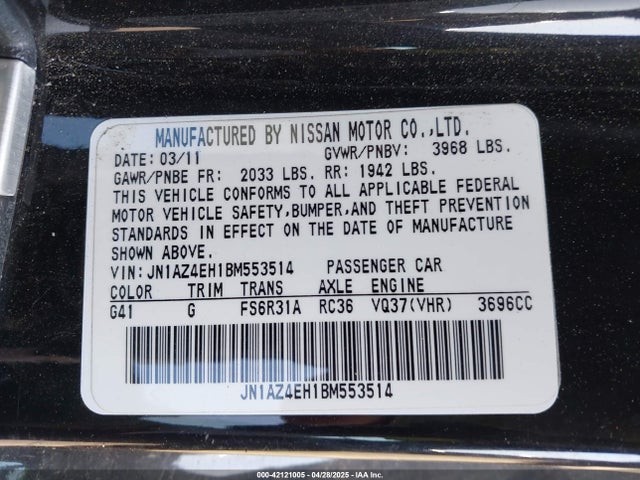 MANUFACTURED BY NISSAN MOTOR CO.,LTD.
DATE: 03/11 GVWR/PNBV: 3968 LBS.
GAWR/PNBE FR: 2033 LBS. RR: 1942 LBS.
THIS VEHICLE CONFORMS TO ALL APPLICABLE FEDERAL
MOTOR VEHICLE SAFETY,BUMPER,AND THEFT PREVENTION
STANDARDS IN EFFECT ON THE DATE OF MANUFACTURE
SHOWN ABOVE.
VIN: JN1AZ4EH1BM553514 PASSENGER CAR
COLOR TRIM TRANS AXLE ENGINE
G41 G FS6R31A RC36 VQ37(VHR) 3696CC
JN1AZ4EH1BM553514
000-42121005 - 04/28/2025 - IAA Inc.